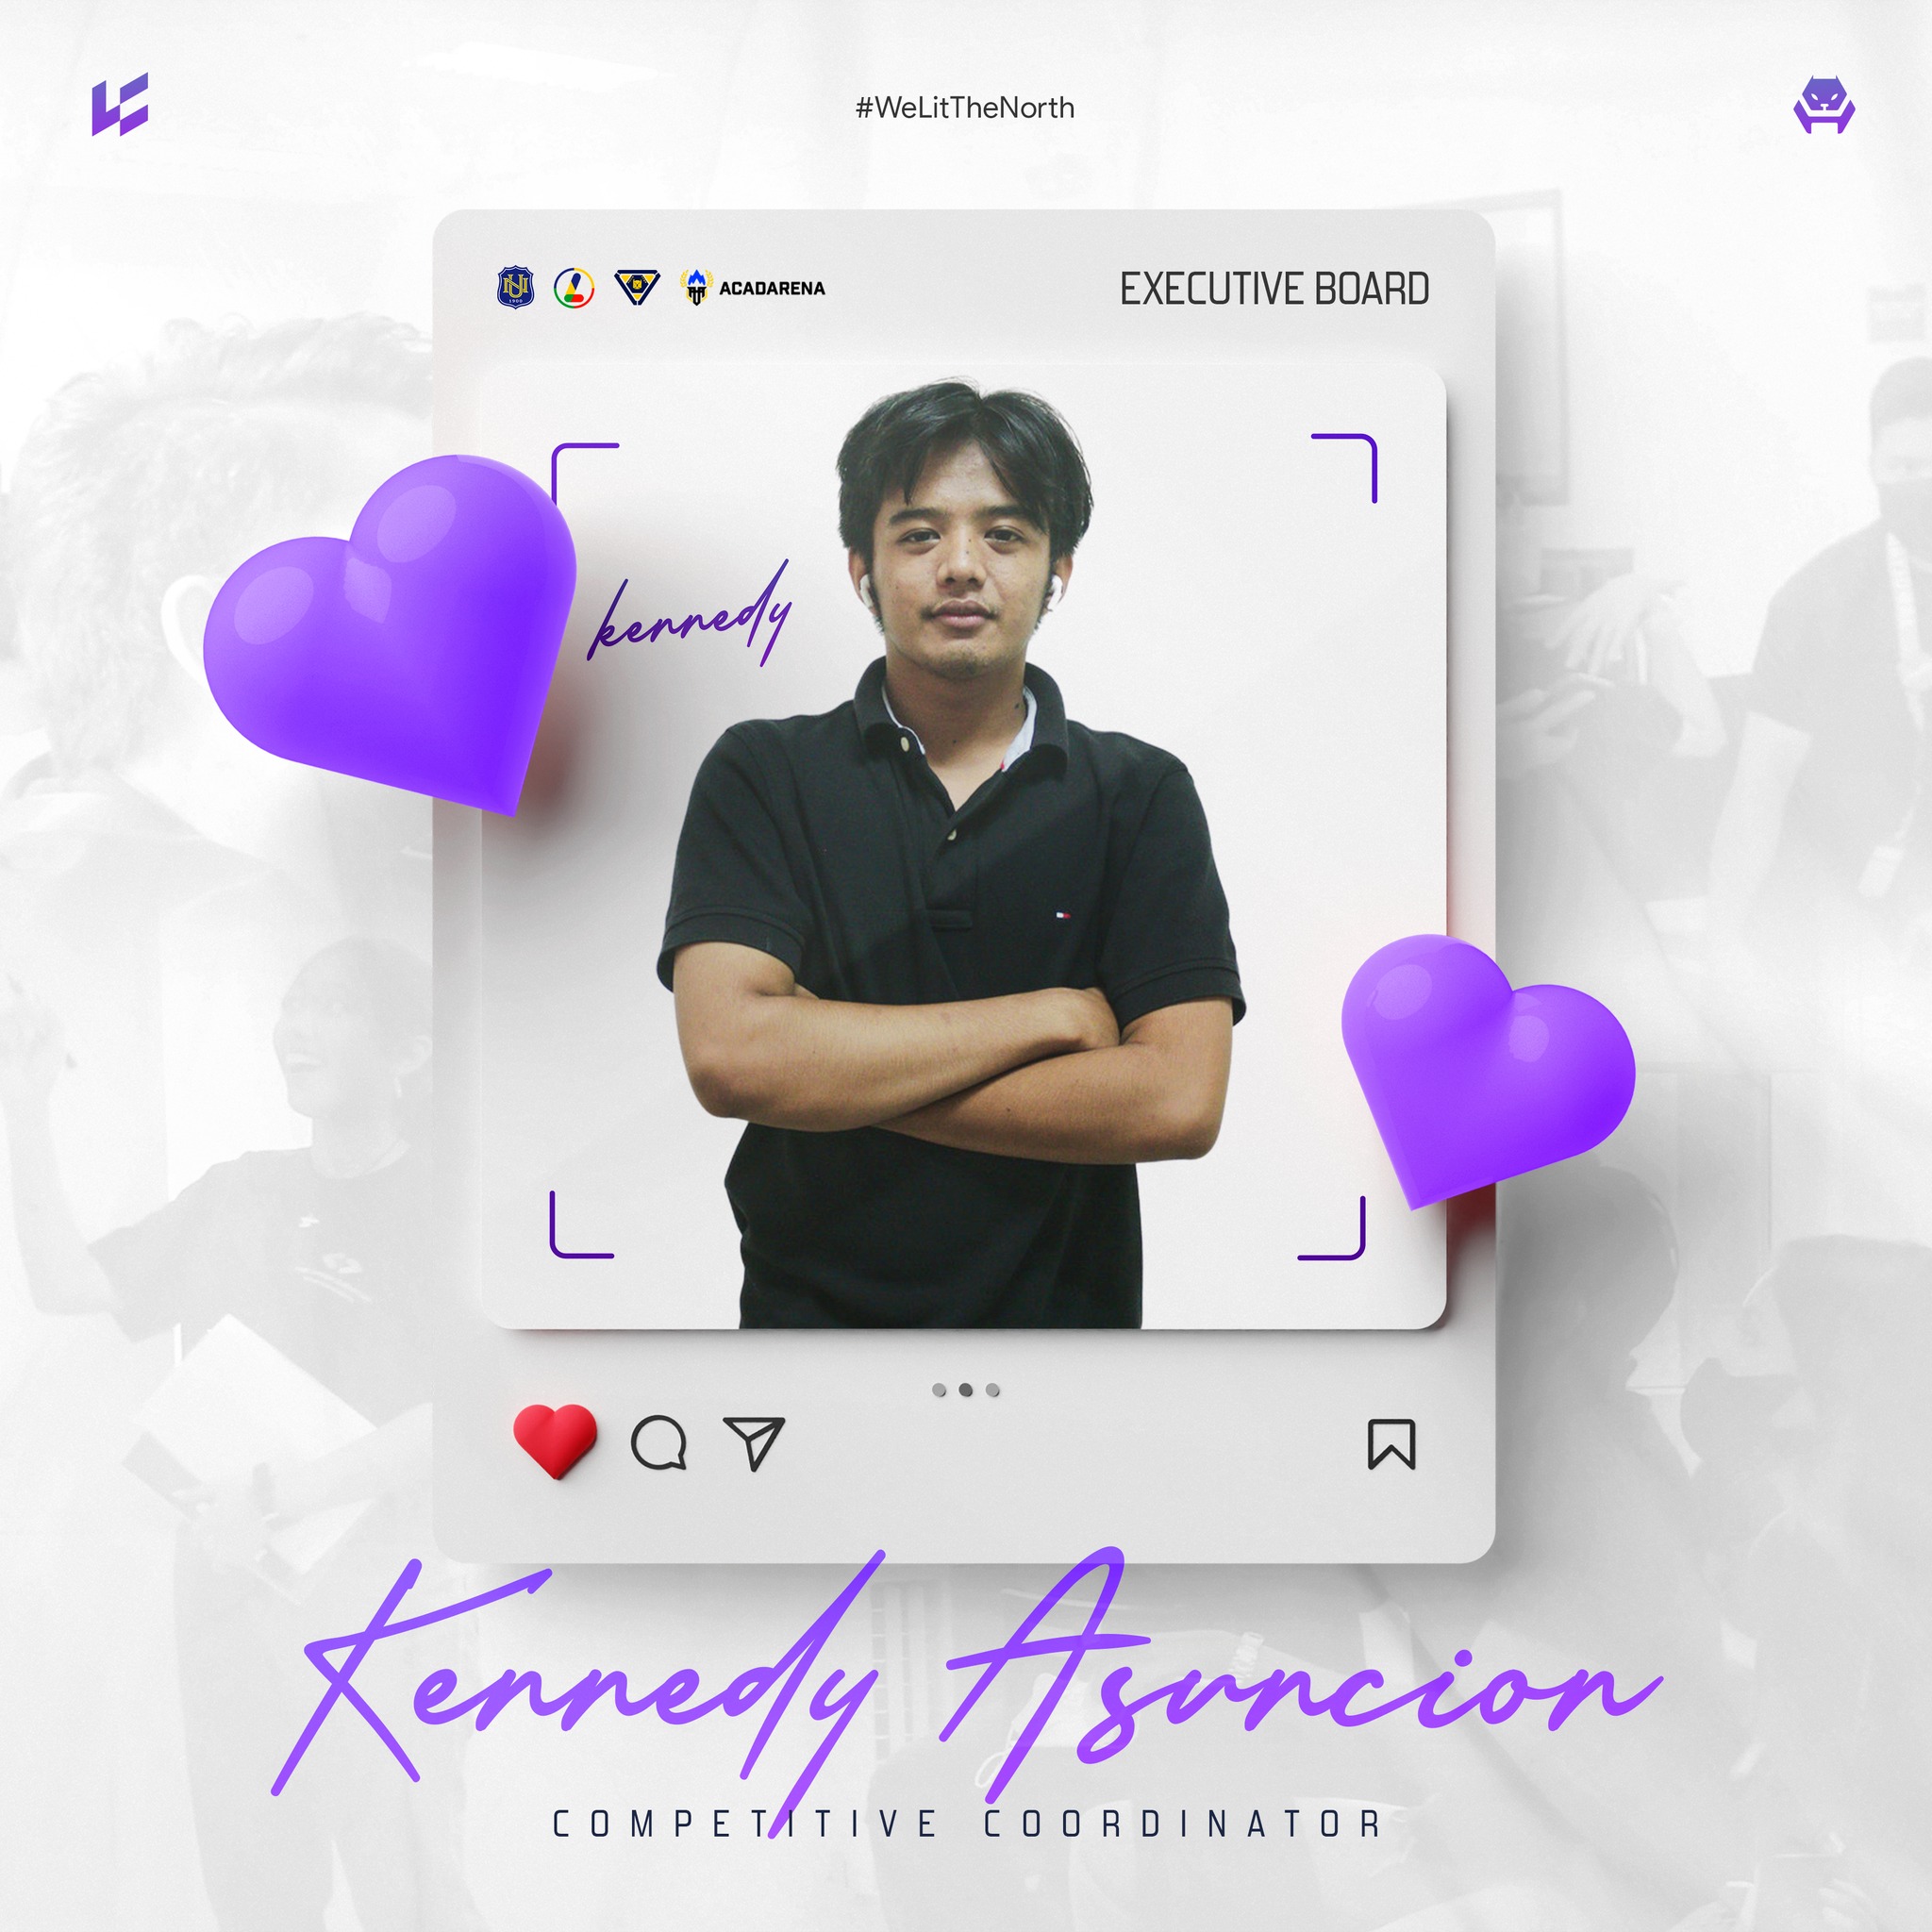 #WeLitTheNorth
ACADARENA
EXECUTIVE BOARD
kennedy
Kennedy Asuncion
COMPETITIVE COORDINATOR